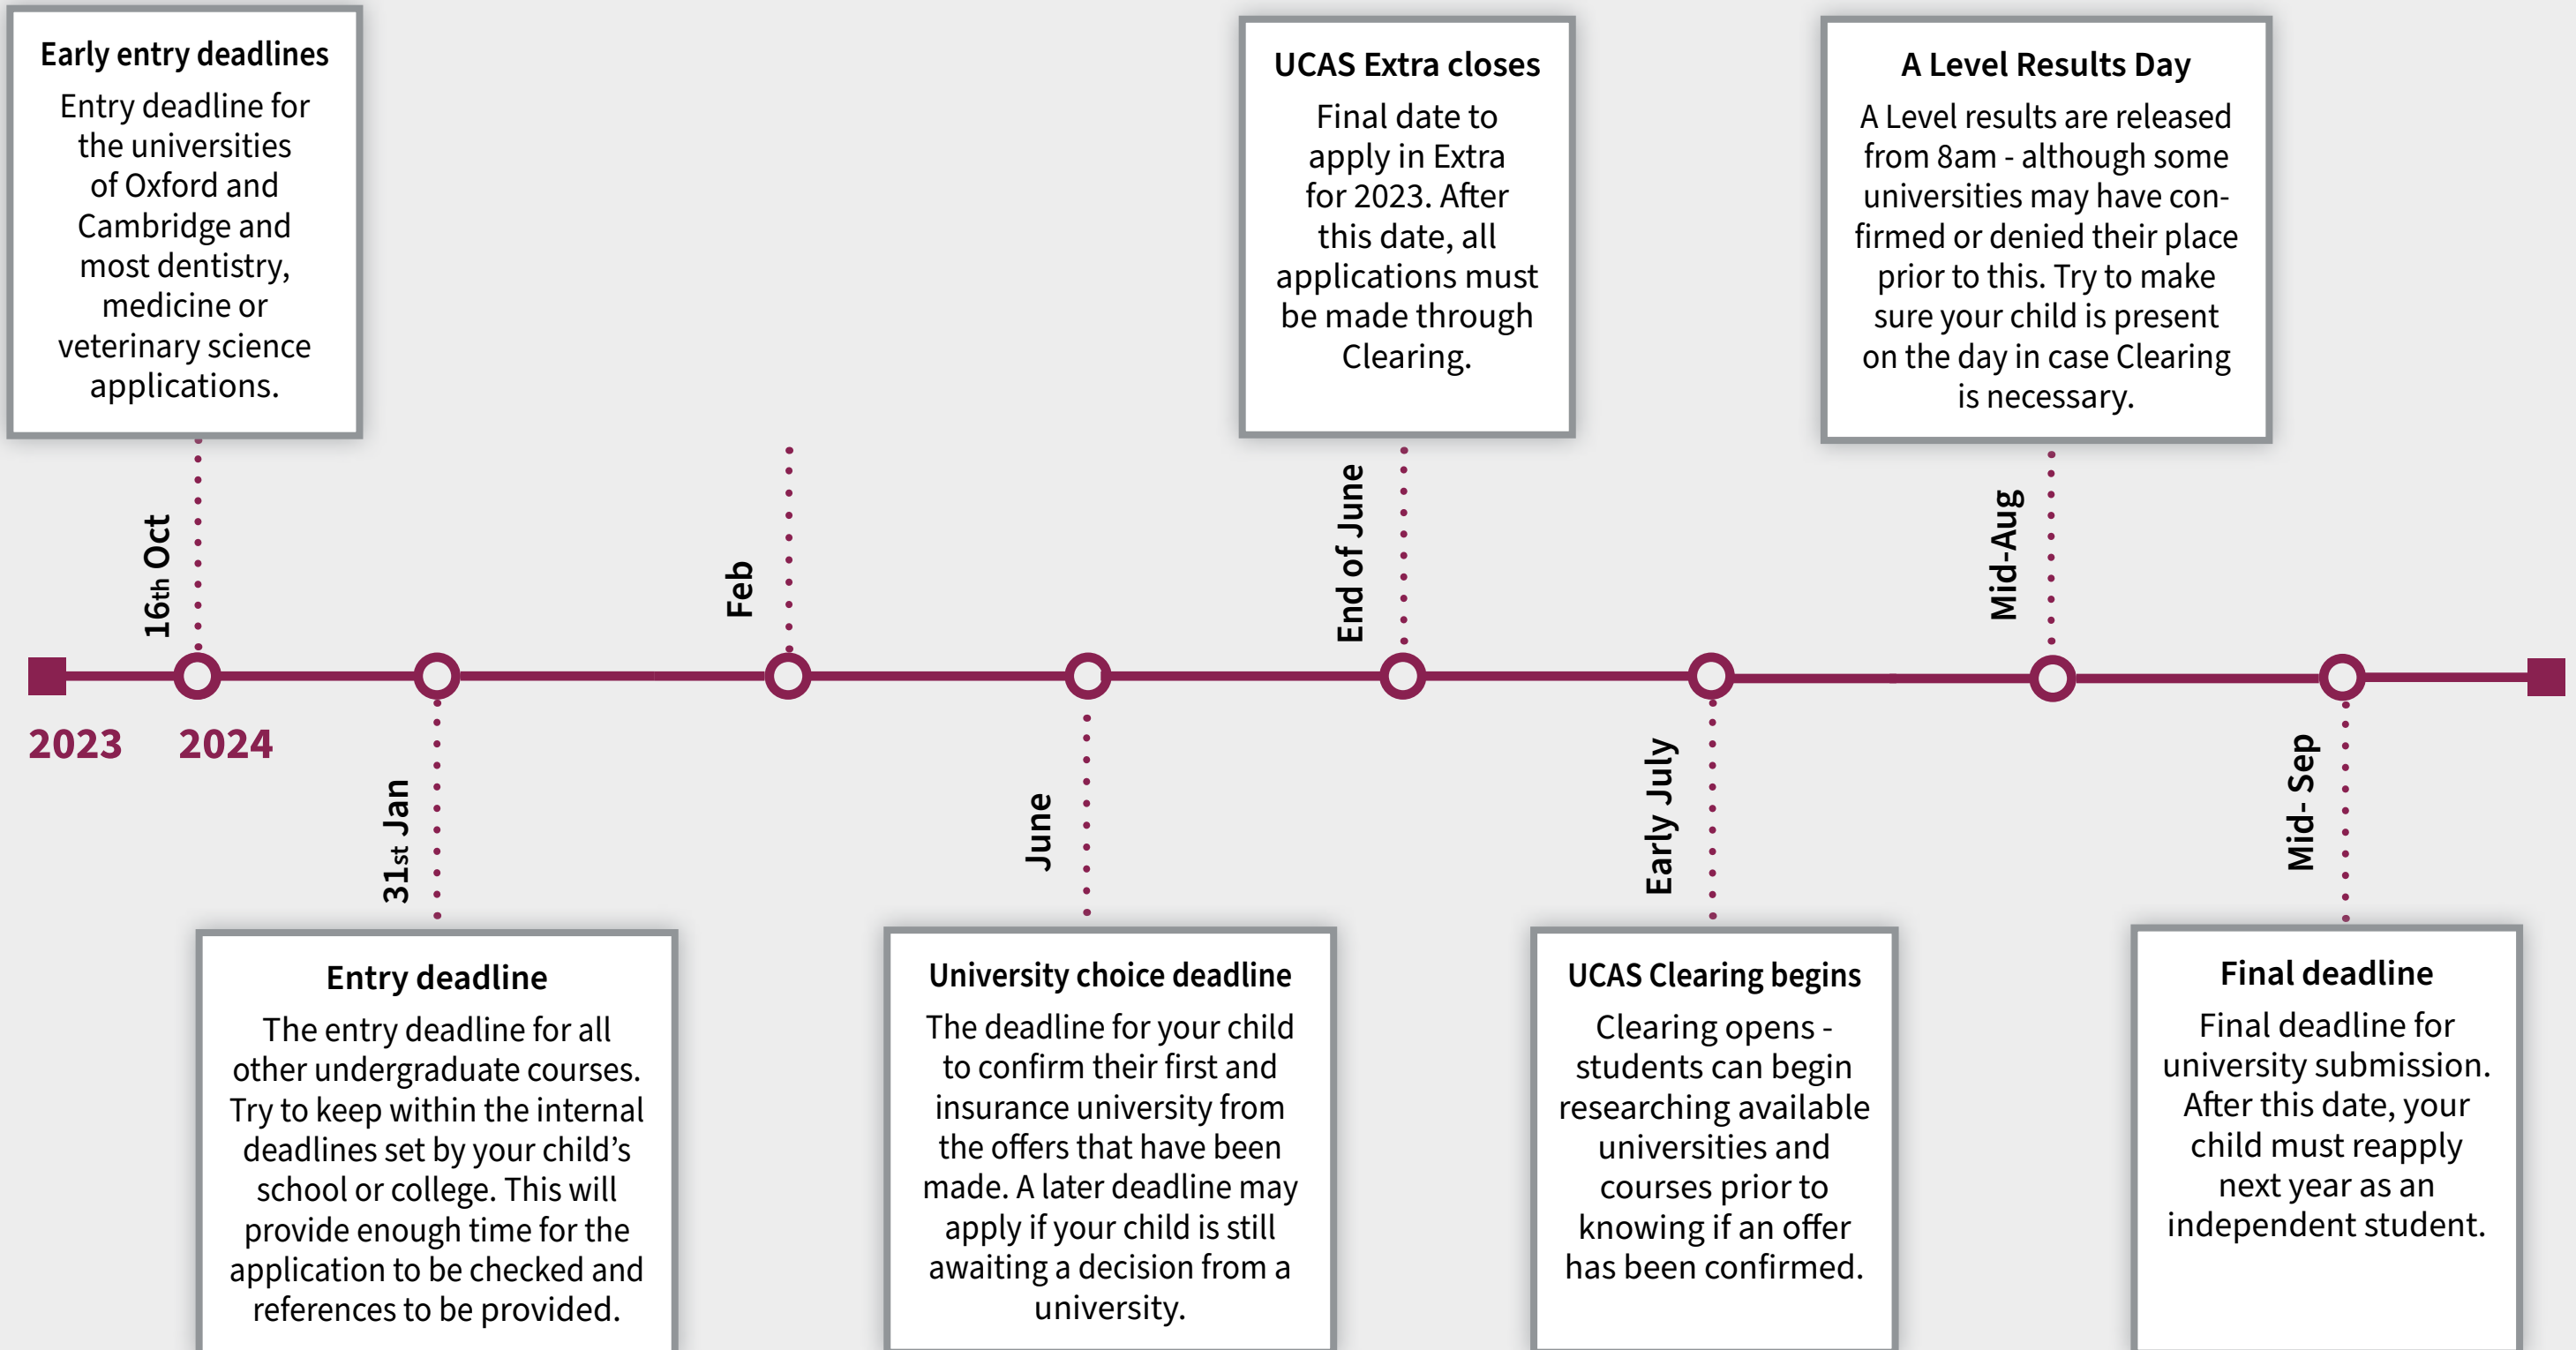 Early entry deadlines
Entry deadline for
the universities
of Oxford and
Cambridge and
most dentistry,
medicine or
veterinary science
applications.
UCAS Extra closes
Final date to
apply in Extra
for 2023. After
this date, all
applications must
be made through
Clearing.
A Level Results Day
A Level results are released
from 8am - although some
universities may have con-
firmed or denied their place
prior to this. Try to make
sure your child is present
on the day in case Clearing
is necessary.
16th Oct
Feb
End of June
Mid-Aug
2023
2024
31st Jan
June
Early July
Mid- Sep
Entry deadline
The entry deadline for all
other undergraduate courses.
Try to keep within the internal
deadlines set by your child’s
school or college. This will
provide enough time for the
application to be checked and
references to be provided.
University choice deadline
The deadline for your child
to confirm their first and
insurance university from
the offers that have been
made. A later deadline may
apply if your child is still
awaiting a decision from a
university.
UCAS Clearing begins
Clearing opens -
students can begin
researching available
universities and
courses prior to
knowing if an offer
has been confirmed.
Final deadline
Final deadline for
university submission.
After this date, your
child must reapply
next year as an
independent student.